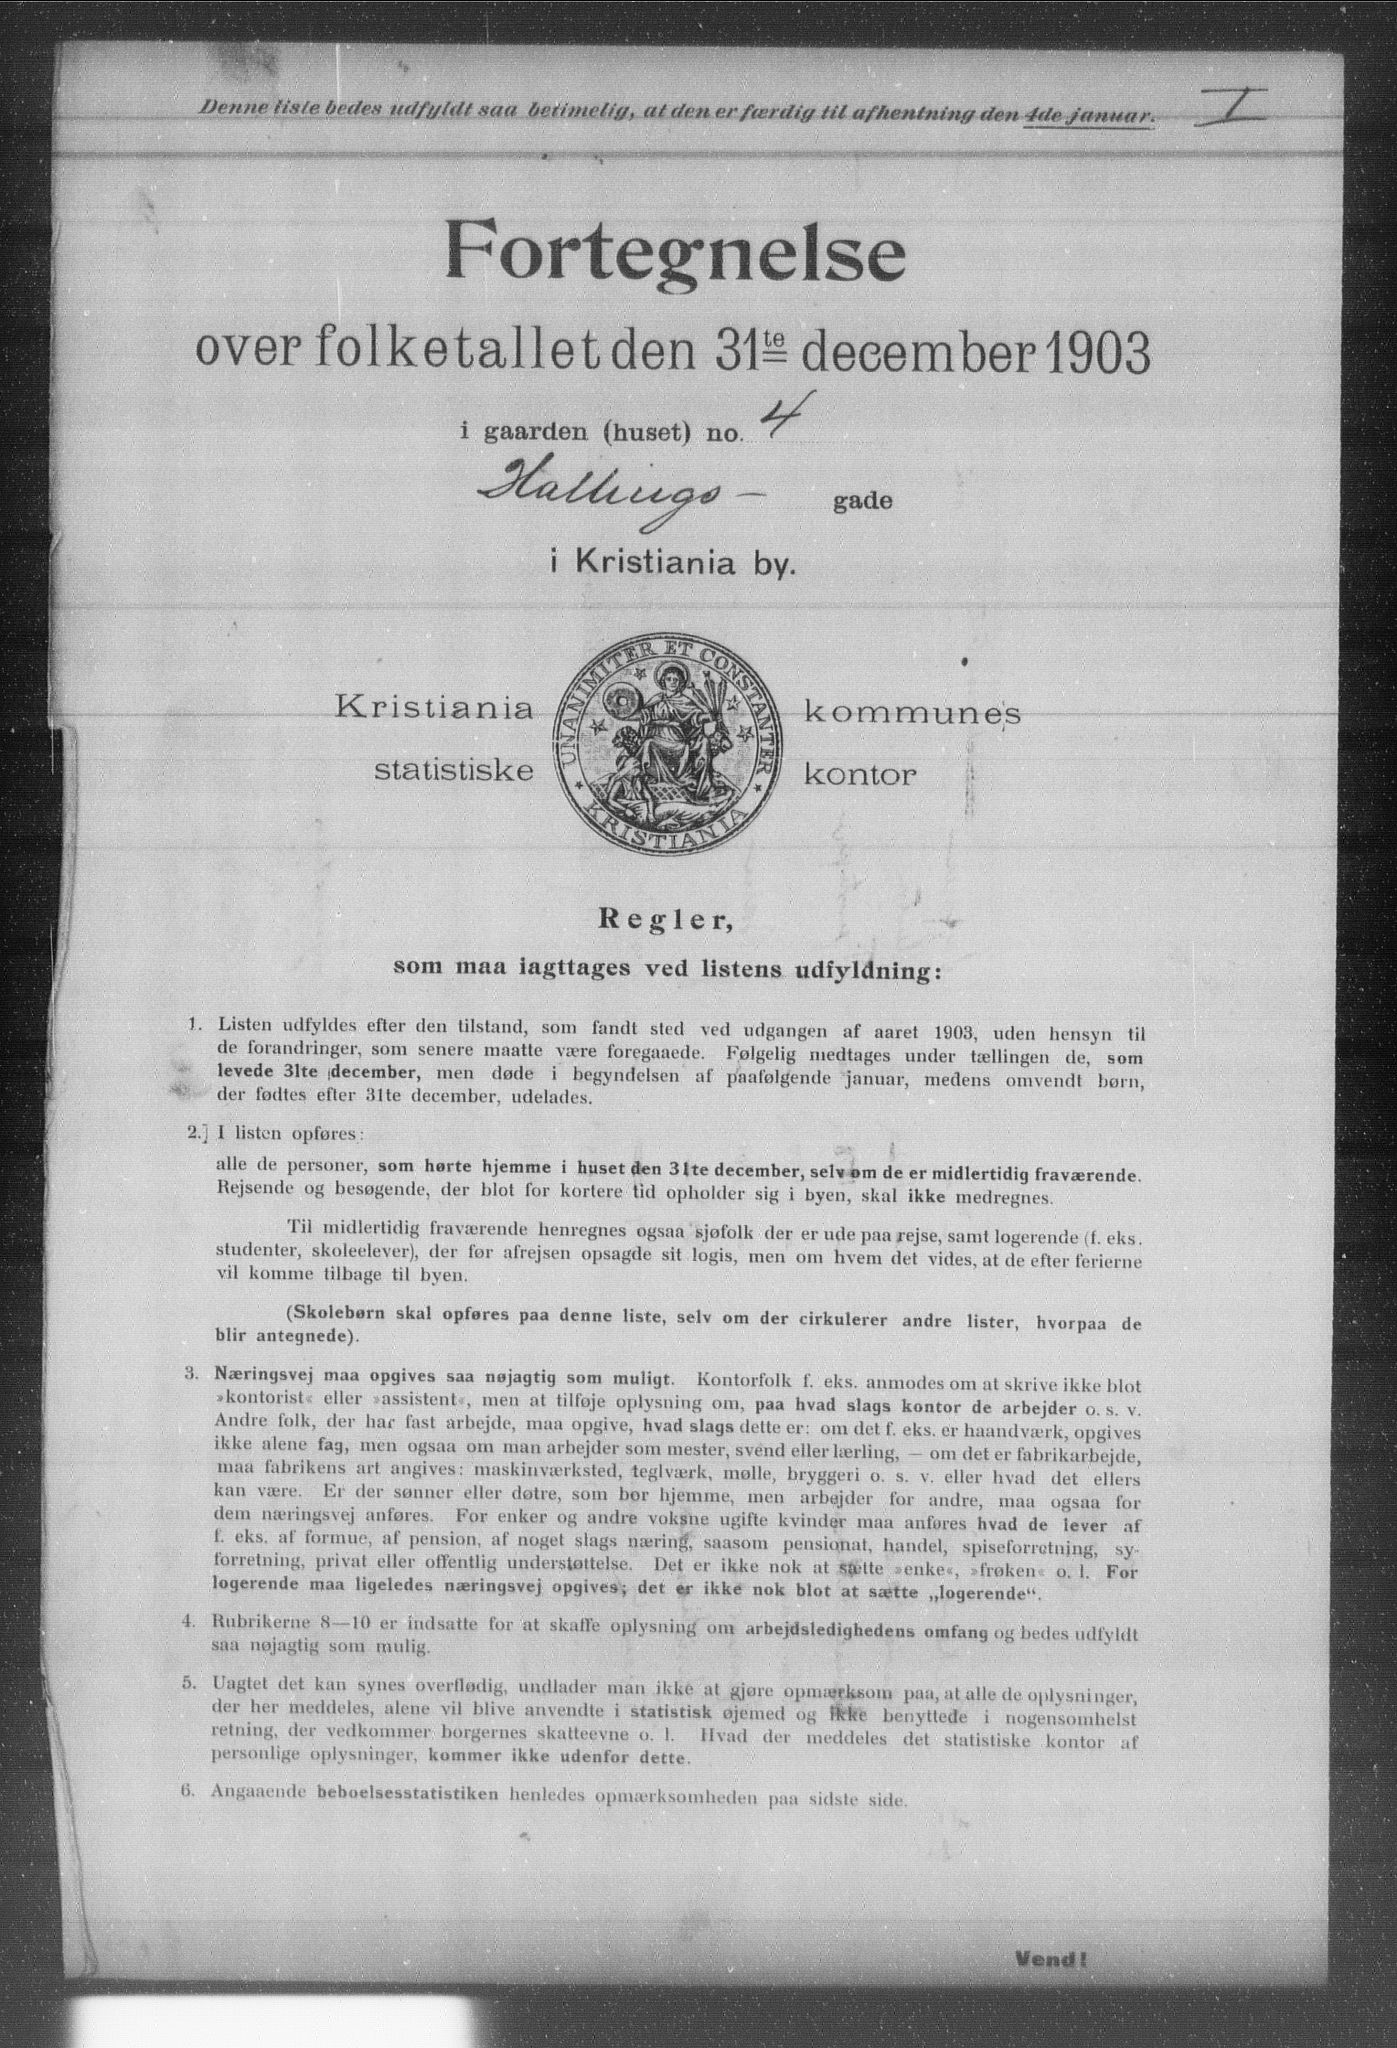 Denne liste bedes udfyldt saa betimelig, at den er færdig til afhentning den 4de januar.
I
Fortegnelse
over folketallet den 31te december 1903
i gaarden (huset) no. 4
Hallings- gade
i Kristiania by.
UNANIMITER ET CONSTANTER
KRISTIANIA
Kristiania kommunes
statistiske kontor
Regler,
som maa iagttages ved listens udfyldning:
1. Listen udfyldes efter den tilstand, som fandt sted ved udgangen af aaret 1903, uden hensyn til
de forandringer, som senere maatte være foregaaede. Følgelig medtages under tællingen de, som
levede 31te december, men døde i begyndelsen af paafølgende januar, medens omvendt børn,
der fødtes efter 31te december, udelades.
2. I listen opføres:
alle de personer, som hørte hjemme i huset den 31te december, selv om de er midlertidig fraværende.
Rejsende og besøgende, der blot for kortere tid opholder sig i byen, skal ikke medregnes.
Til midlertidig fraværende henregnes ogsaa sjøfolk der er ude paa rejse, samt logerende (f. eks.
studenter, skoleelever), der før afrejsen opsagde sit logis, men om hvem det vides, at de efter ferierne
vil komme tilbage til byen.
(Skolebørn skal opføres paa denne liste, selv om der cirkulerer andre lister, hvorpaa de
blir antegnede).
3. Næringsvej maa opgives saa nøjagtig som muligt. Kontorfolk f. eks. anmodes om at skrive ikke blot
»kontorist« eller »assistent«, men at tilføje oplysning om, paa hvad slags kontor de arbejder o. s. v.
Andre folk, der har fast arbejde, maa opgive, hvad slags dette er: om det f. eks. er haandværk, opgives
ikke alene fag, men ogsaa om man arbejder som mester, svend eller lærling, — om det er fabrikarbejde,
maa fabrikens art angives: maskinværksted, teglværk, mølle, bryggeri o. s. v. eller hvad det ellers
kan være. Er der sønner eller døtre, som bor hjemme, men arbejder for andre, maa ogsaa for
dem næringsvej anføres. For enker og andre voksne ugifte kvinder maa anføres hvad de lever af
f. eks. af formue, af pension, af noget slags næring, saasom pensionat, handel, spiseforretning, sy-
forretning, privat eller offentlig understøttelse. Det er ikke nok at sætte »enke«, »frøken« o. l. For
logerende maa ligeledes næringsvej opgives; det er ikke nok blot at sætte „logerende“.
4. Rubrikerne 8—10 er indsatte for at skaffe oplysning om arbejdsledighedens omfang og bedes udfyldt
saa nøjagtig som mulig.
5. Uagtet det kan synes overflødig, undlader man ikke at gjøre opmærksom paa, at alle de oplysninger,
der her meddeles, alene vil blive anvendte i statistisk øjemed og ikke benyttede i nogensomhelst
retning, der vedkommer borgernes skatteevne o. l. Hvad der meddeles det statistiske kontor af
personlige oplysninger, kommer ikke udenfor dette.
6. Angaaende beboelsesstatistiken henledes opmærksomheden paa sidste side.
Vend!